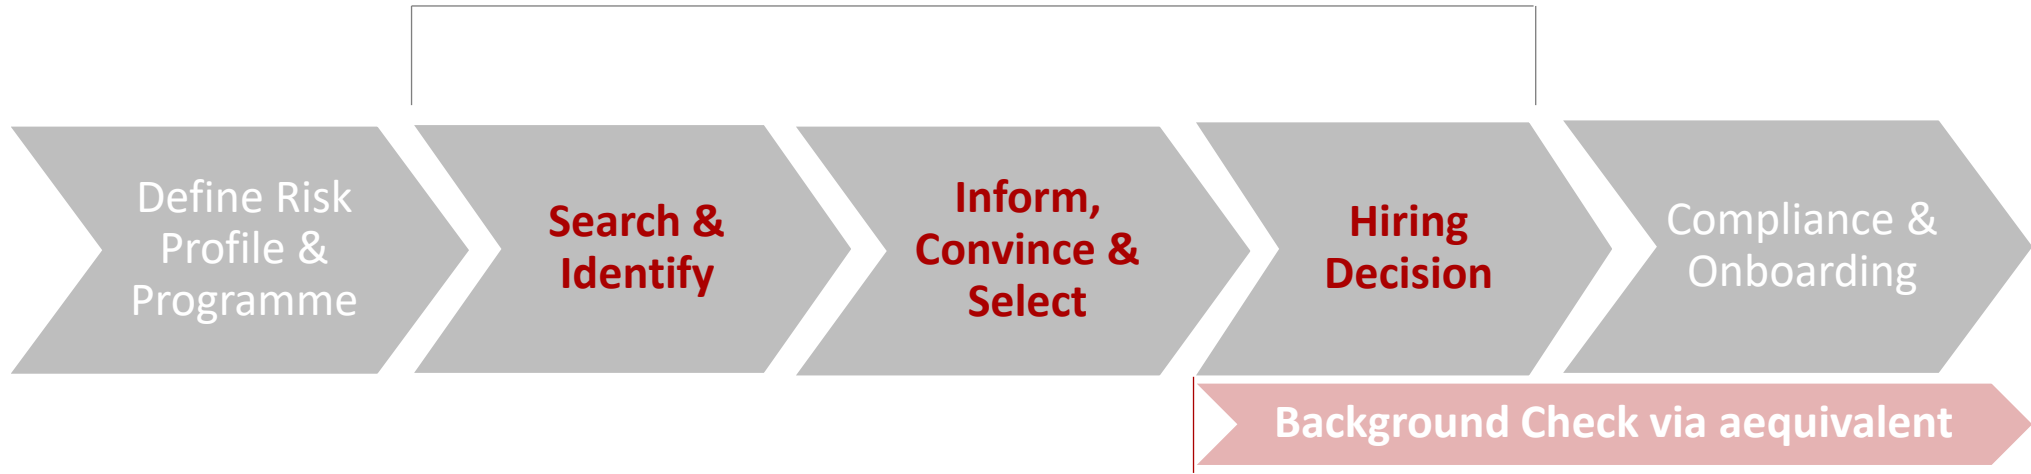 Define Risk
Profile &
Programme
Search &
Identify
Inform,
Convince &
Select
Hiring
Decision
Compliance &
Onboarding
Background Check via aequivalent